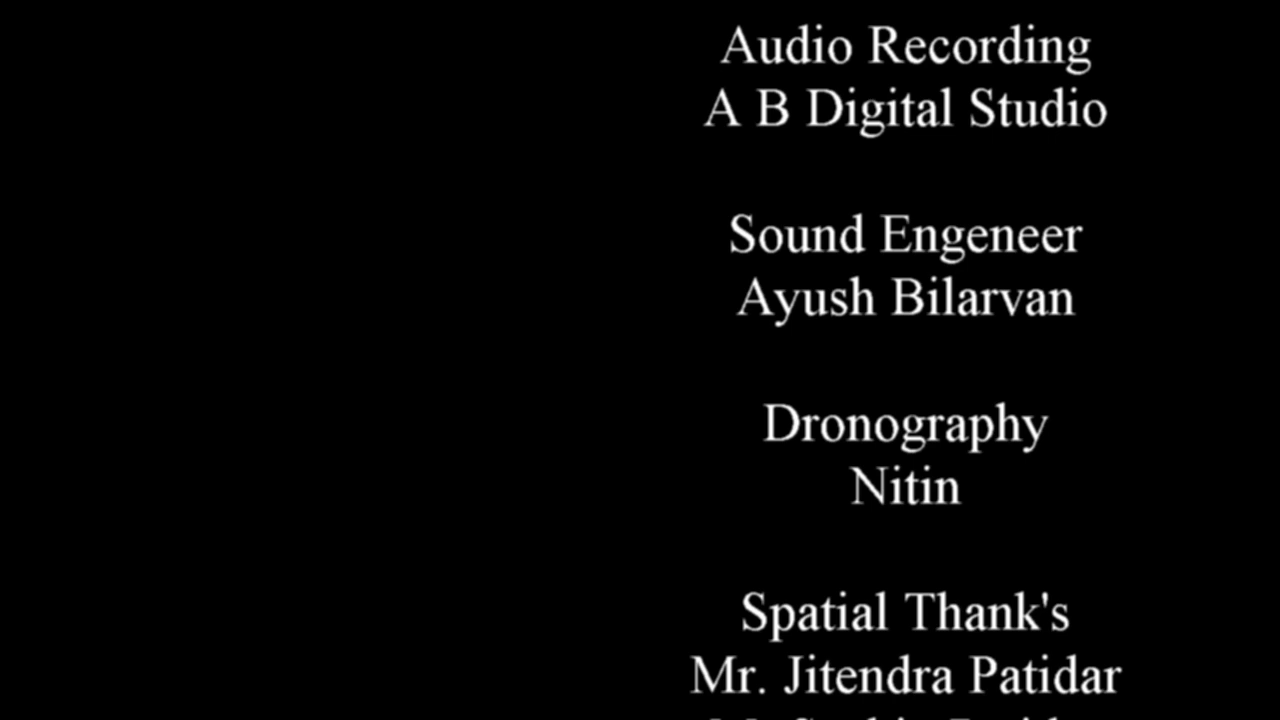 Audio Recording
A B Digital Studio
Sound Engeneer
Ayush Bilarvan
Dronography
Nitin
Spatial Thank's
Mr. Jitendra Patidar